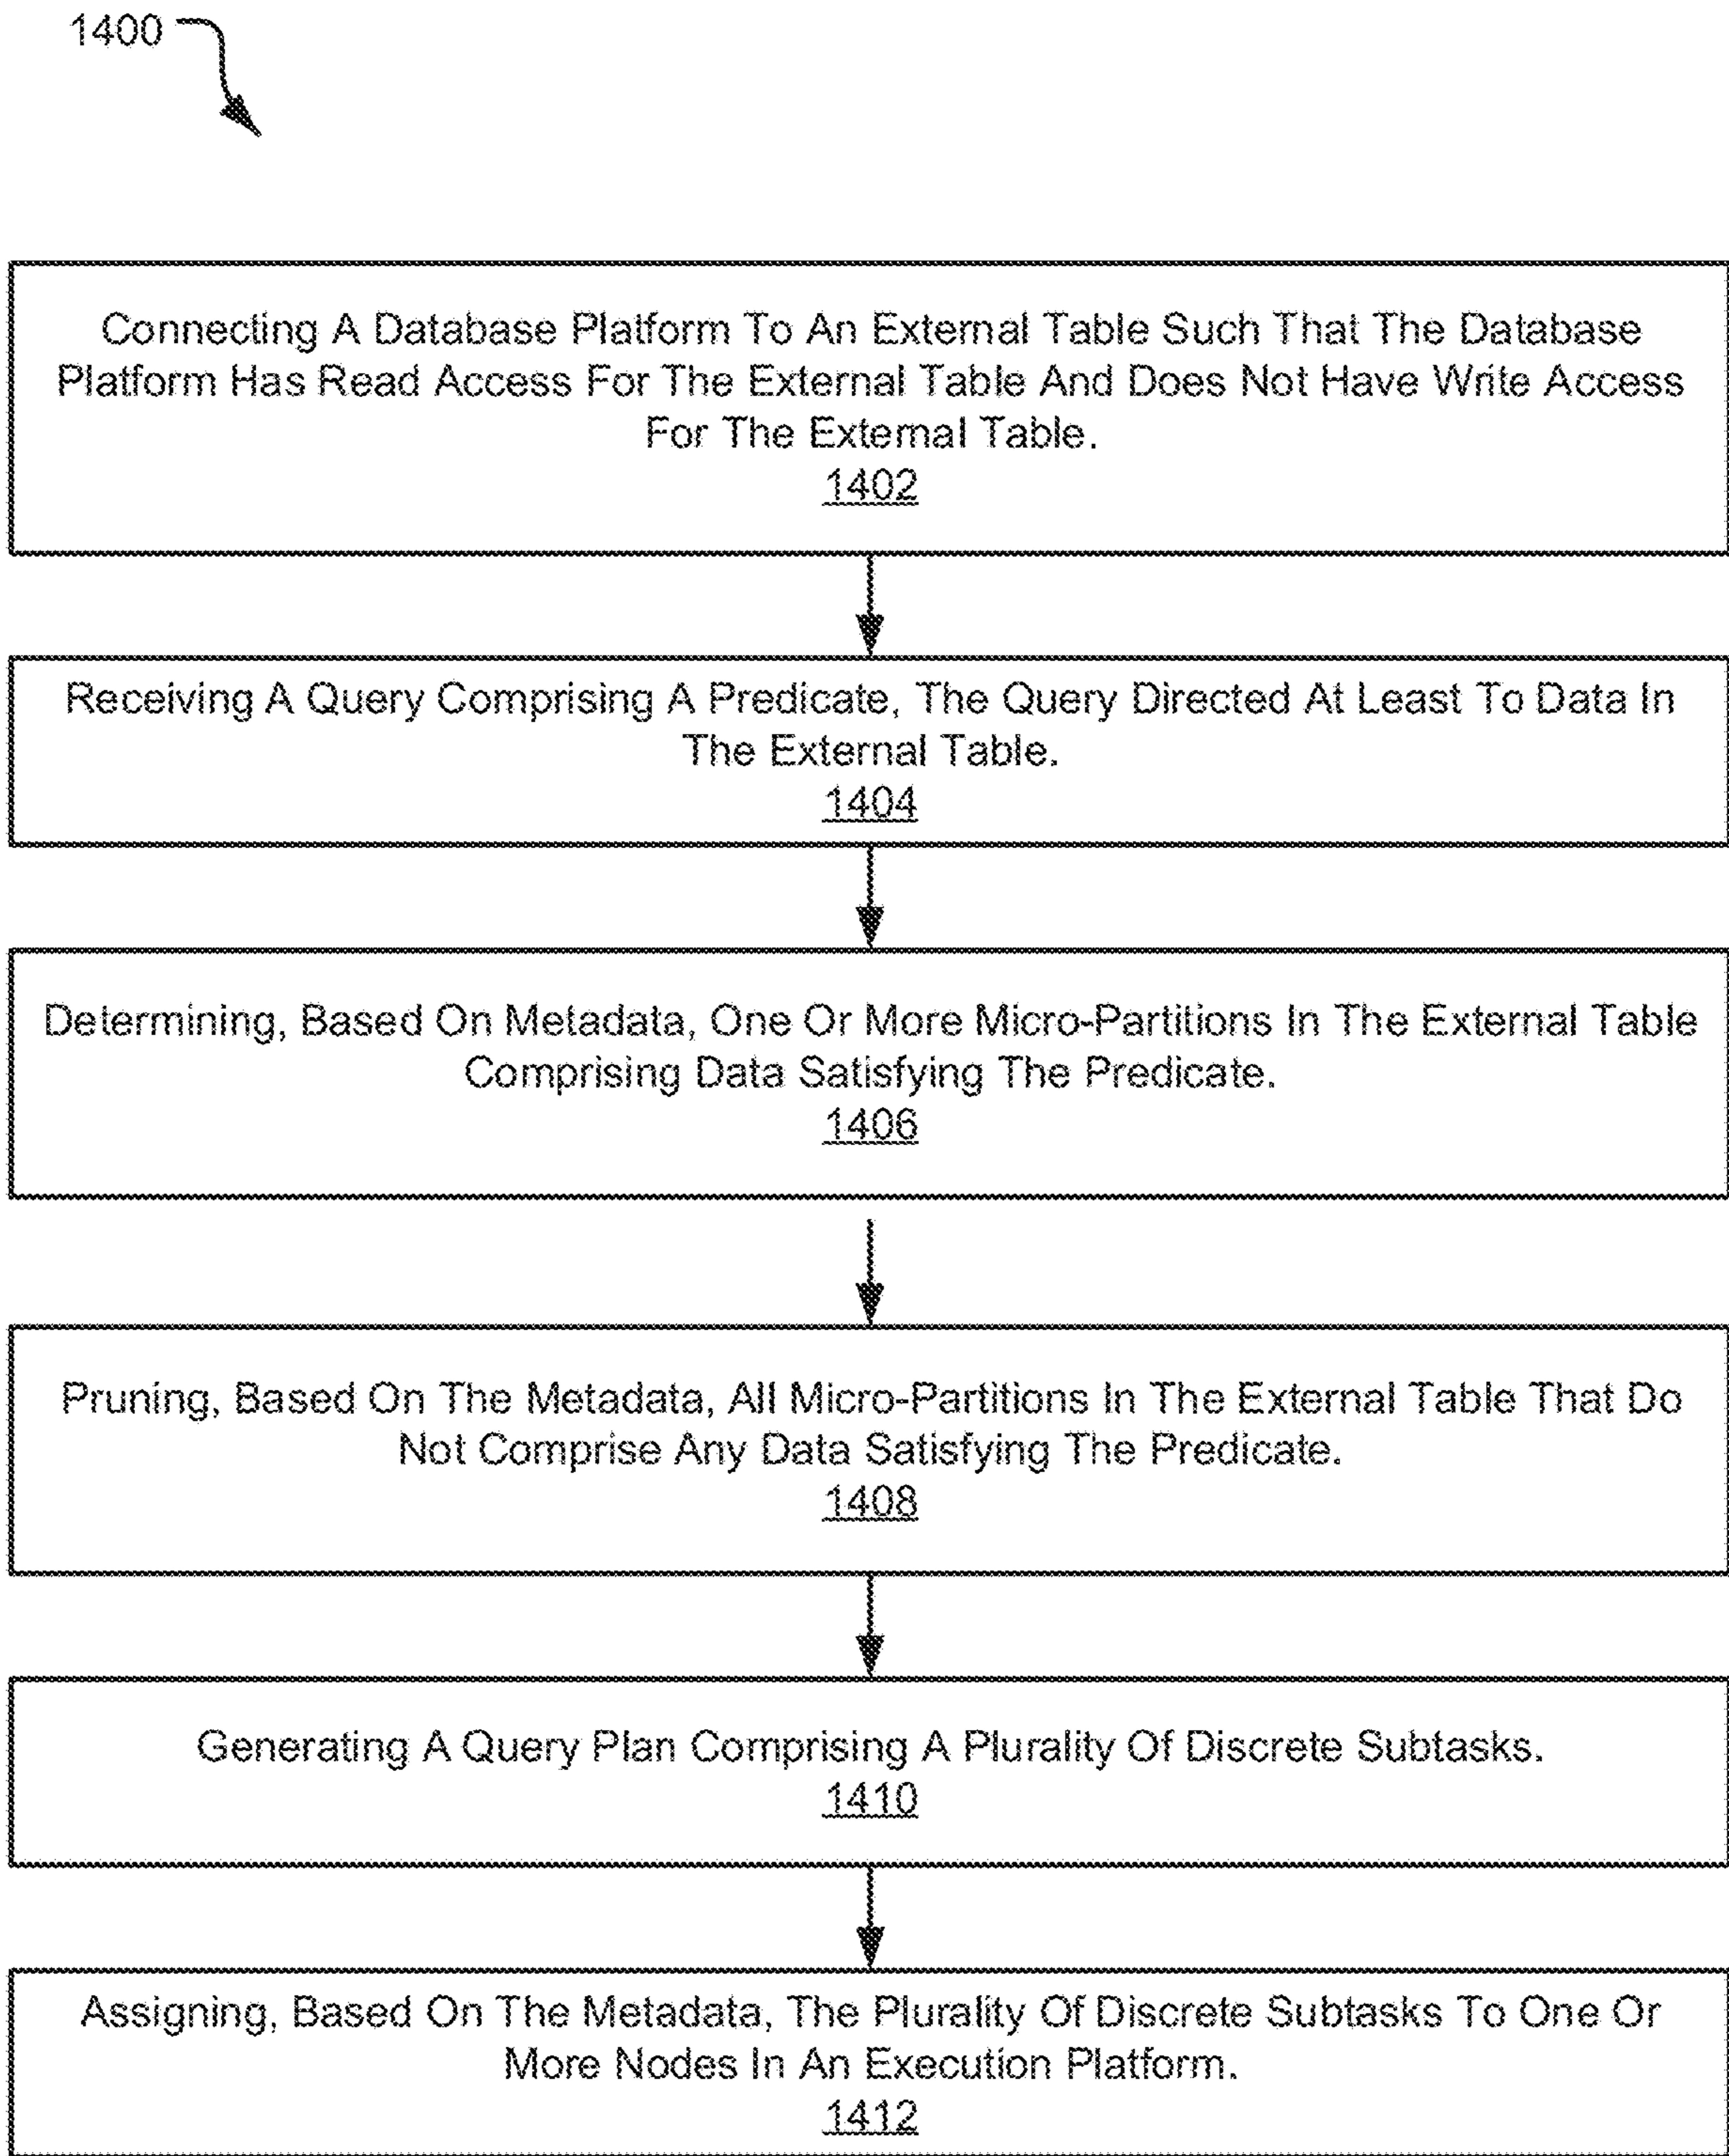 1400
Connecting A Database Platform To An External Table Such That The Database
Platform Has Read Access For The External Table And Does Not Have Write Access
For The External Table.
1402
Receiving A Query Comprising A Predicate, The Query Directed At Least To Data In
The External Table.
1404
Determining, Based On Metadata, One Or More Micro-Partitions In The External Table
Comprising Data Satisfying The Predicate.
1406
Pruning, Based On The Metadata, All Micro-Partitions In The External Table That Do
Not Comprise Any Data Satisfying The Predicate.
1408
Generating A Query Plan Comprising A Plurality Of Discrete Subtasks.
1410
Assigning, Based On The Metadata, The Plurality Of Discrete Subtasks To One Or
More Nodes In An Execution Platform.
1412